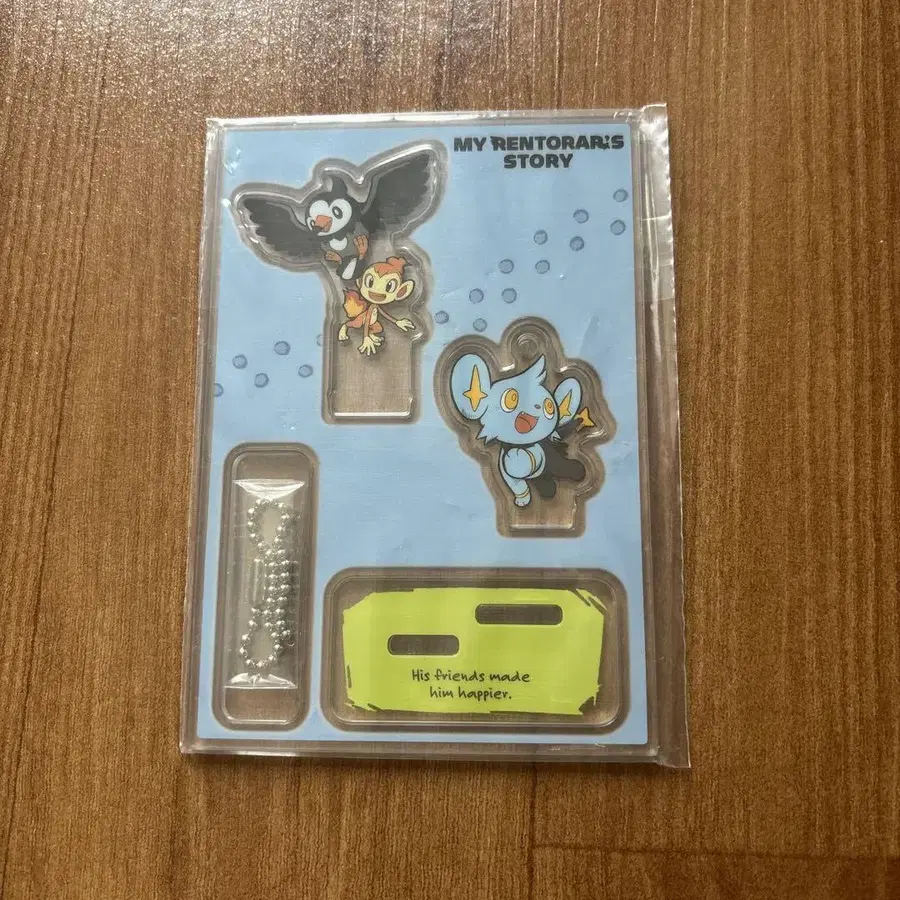 MY RENTORAR'S
STORY
His friends made
him happier.